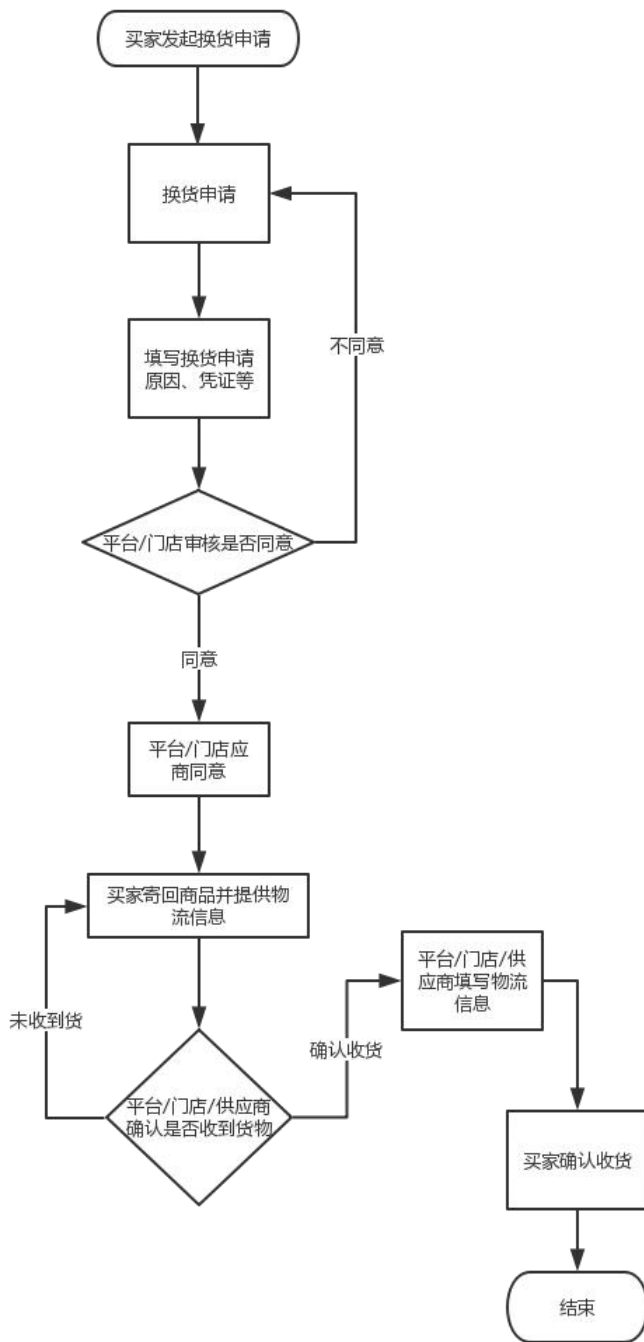 买家发起换货申请
换货申请
填写换货申请
原因、凭证等
不同意
平台/门店审核是否同意
同意
平台/门店应
商同意
买家寄回商品并提供物
流信息
平台/门店/供
应商填写物流
信息
未收到货
确认收货
平台/门店/供应商
确认是否收到货物
买家确认收货
结束